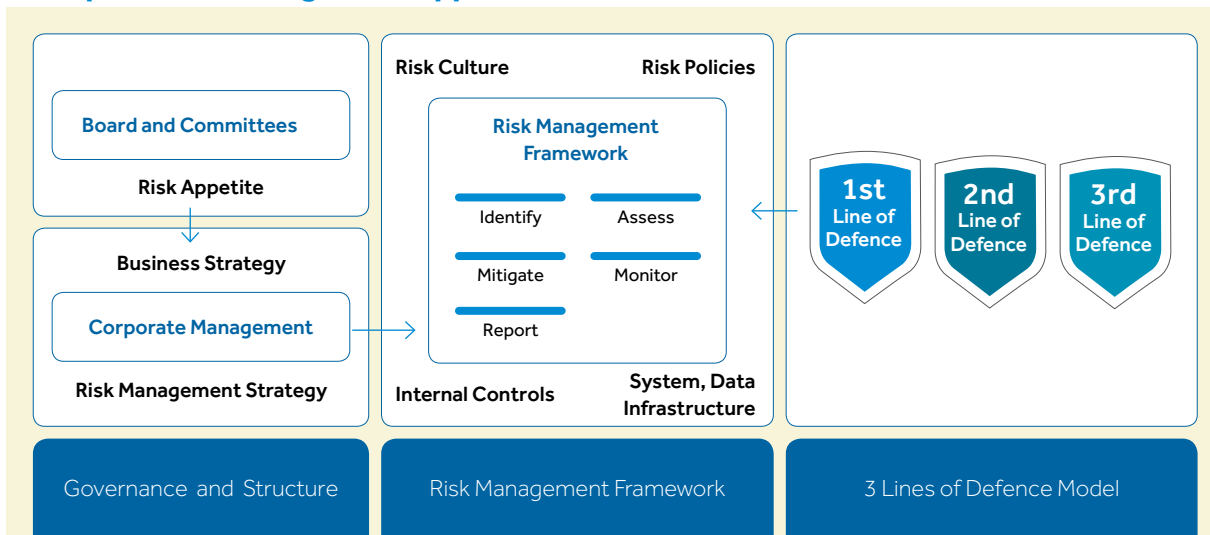 Board and Committees
Risk Appetite
Business Strategy
Corporate Management
Risk Management Strategy
Risk Culture
Risk Policies
Risk Management
Framework
Identify
Assess
Mitigate
Monitor
Report
Internal Controls
System, Data
Infrastructure
1st
Line of
Defence
2nd
Line of
Defence
3rd
Line of
Defence
Governance and Structure
Risk Management Framework
3 Lines of Defence Model